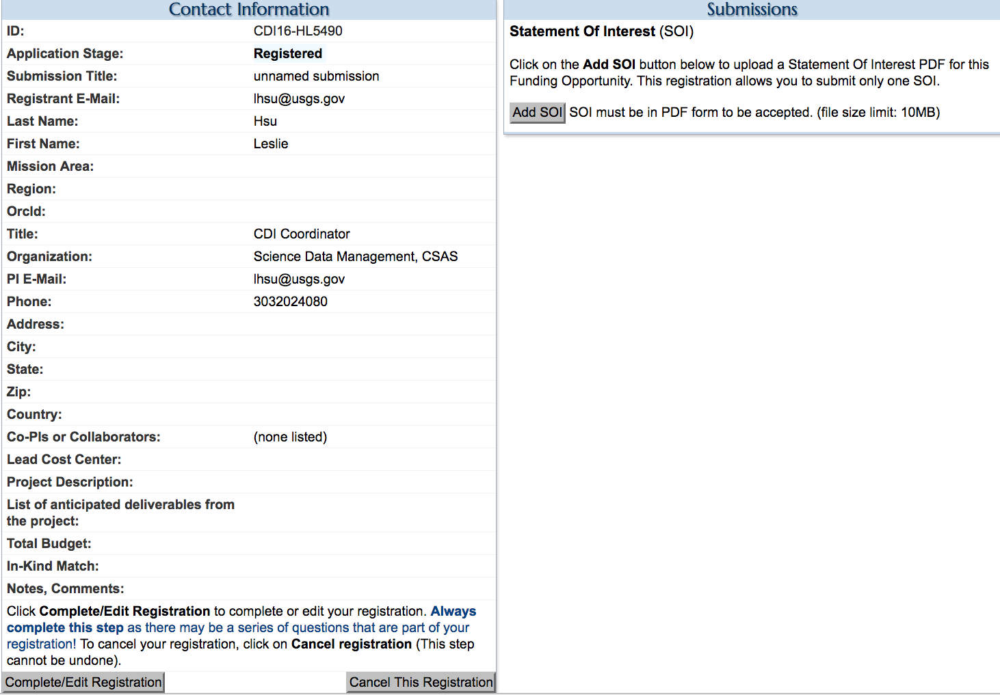 Contact Information
ID: CDI16-HL5490
Application Stage: Registered
Submission Title: unnamed submission
Registrant E-Mail: lhsu@usgs.gov
Last Name: Hsu
First Name: Leslie
Mission Area:
Region:
OrcId:
Title: CDI Coordinator
Organization: Science Data Management, CSAS
PI E-Mail: lhsu@usgs.gov
Phone: 3032024080
Address:
City:
State:
Zip:
Country:
Co-PIs or Collaborators: (none listed)
Lead Cost Center:
Project Description:
List of anticipated deliverables from
the project:
Total Budget:
In-Kind Match:
Notes, Comments:
Click Complete/Edit Registration to complete or edit your registration. Always
complete this step as there may be a series of questions that are part of your
registration! To cancel your registration, click on Cancel registration (This step
cannot be undone).
Complete/Edit Registration
Cancel This Registration
Submissions
Statement Of Interest (SOI)
Click on the Add SOI button below to upload a Statement Of Interest PDF for this
Funding Opportunity. This registration allows you to submit only one SOI.
Add SOI SOI must be in PDF form to be accepted. (file size limit: 10MB)